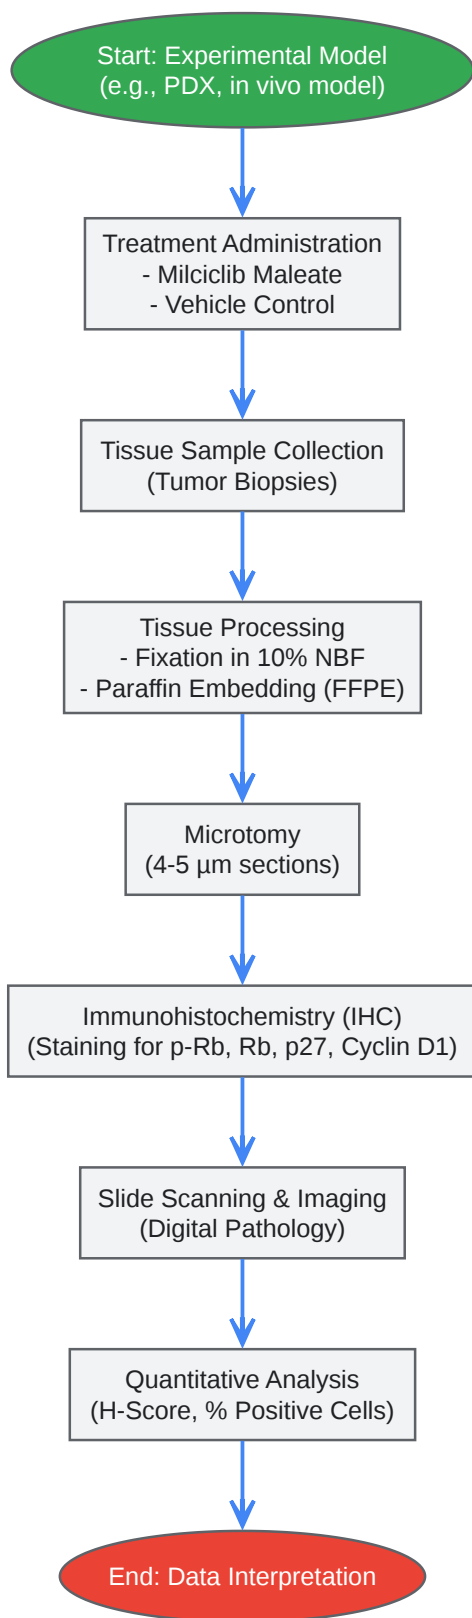 Start: Experimental Model
(e.g., PDX, in vivo model)
Treatment Administration
- Milciclib Maleate
- Vehicle Control
Tissue Sample Collection
(Tumor Biopsies)
Tissue Processing
- Fixation in 10% NBF
- Paraffin Embedding (FFPE)
Microtomy
(4-5 µm sections)
Immunohistochemistry (IHC)
(Staining for p-Rb, Rb, p27, Cyclin D1)
Slide Scanning & Imaging
(Digital Pathology)
Quantitative Analysis
(H-Score, % Positive Cells)
End: Data Interpretation